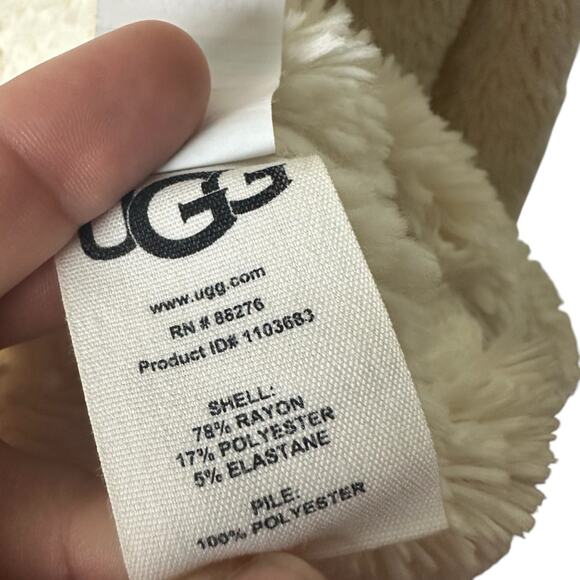 UGG
www.ugg.com
RN # 88276
Product ID# 1103683
SHELL:
78% RAYON
17% POLYESTER
5% ELASTANE
PILE:
100% POLYESTER